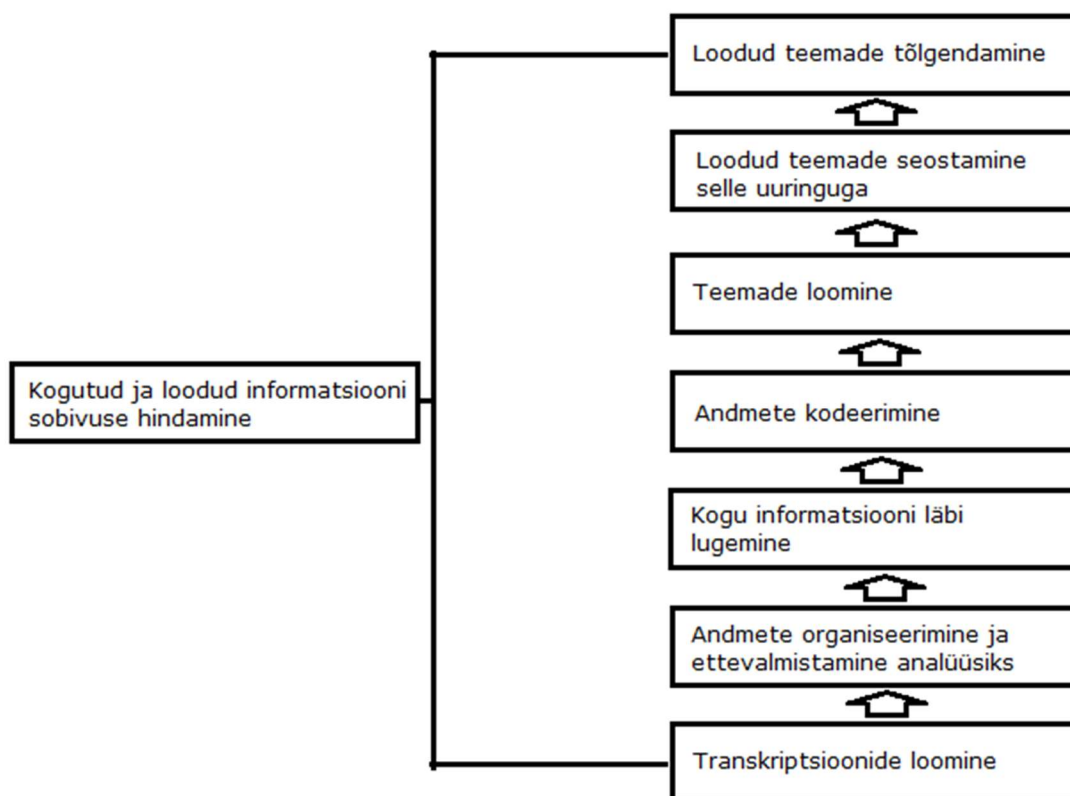 Loodud teemade tõlgendamine
Loodud teemade seostamine
selle uuringuga
Teemade loomine
Kogutud ja loodud informatsiooni
sobivuse hindamine
Andmete kodeerimine
Kogu informatsiooni läbi
lugemine
Andmete organiseerimine ja
ettevalmistamine analüüsiks
Transkriptsioonide loomine